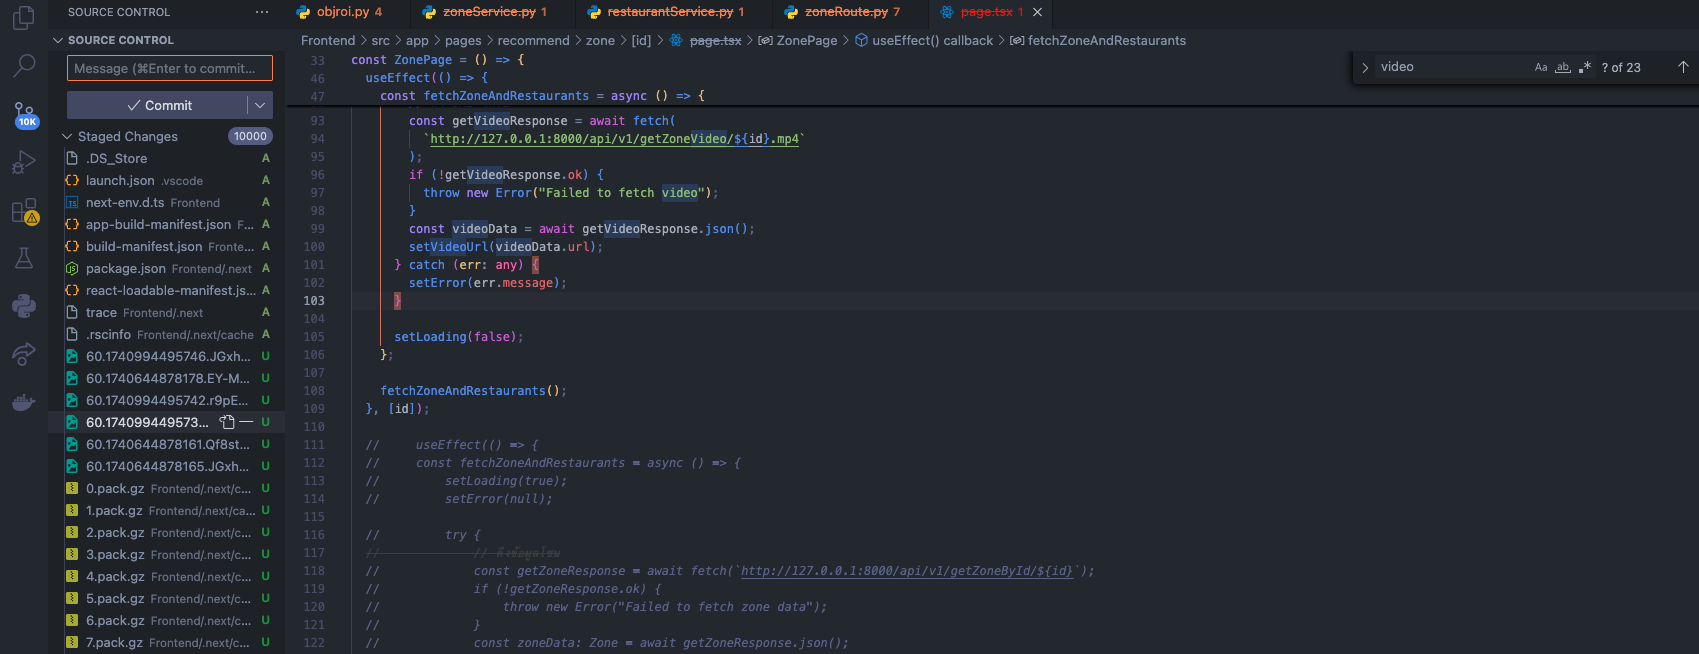 SOURCE CONTROL
···
objroi.py 4
zoneService.py 1
restaurantService.py 1
zoneRoute.py 7
page.tsx 1
SOURCE CONTROL
Frontend > src > app > pages > recommend > zone > [id] > page.tsx > ZonePage > useEffect() callback > fetchZoneAndRestaurants
Message (⌘Enter to commit...
video
Aa ab .* ? of 23
Commit
10K
Staged Changes 10000
.DS_Store A
launch.json .vscode A
next-env.d.ts Frontend A
app-build-manifest.json F... A
build-manifest.json Fronte... A
package.json Frontend/.next A
react-loadable-manifest.js... A
trace Frontend/.next A
.rscinfo Frontend/.next/cache A
60.1740994495746.JGxh... U
60.1740644878178.EY-M... U
60.1740994495742.r9pE... U
60.174099449573... U
60.1740644878161.Qf8st... U
60.1740644878165.JGxh... U
0.pack.gz Frontend/.next/c... U
1.pack.gz Frontend/.next/ca... U
2.pack.gz Frontend/.next/c... U
3.pack.gz Frontend/.next/c... U
4.pack.gz Frontend/.next/c... U
5.pack.gz Frontend/.next/c... U
6.pack.gz Frontend/.next/c... U
7.pack.gz Frontend/.next/c... U
33 const ZonePage = () => {
46 useEffect(() => {
47 const fetchZoneAndRestaurants = async () => {
93 const getVideoResponse = await fetch(
94 `http://127.0.0.1:8000/api/v1/getZoneVideo/${id}.mp4`
95 );
96 if (!getVideoResponse.ok) {
97 throw new Error("Failed to fetch video");
98 }
99 const videoData = await getVideoResponse.json();
100 setVideoUrl(videoData.url);
101 } catch (err: any) {
102 setError(err.message);
103 }
104
105 setLoading(false);
106 };
107
108 fetchZoneAndRestaurants();
109 }, [id]);
110
111 // useEffect(() => {
112 // const fetchZoneAndRestaurants = async () => {
113 // setLoading(true);
114 // setError(null);
115
116 // try {
117 // // ดึงข้อมูลโซน
118 // const getZoneResponse = await fetch(`http://127.0.0.1:8000/api/v1/getZoneById/${id}`);
119 // if (!getZoneResponse.ok) {
120 // throw new Error("Failed to fetch zone data");
121 // }
122 // const zoneData: Zone = await getZoneResponse.json();